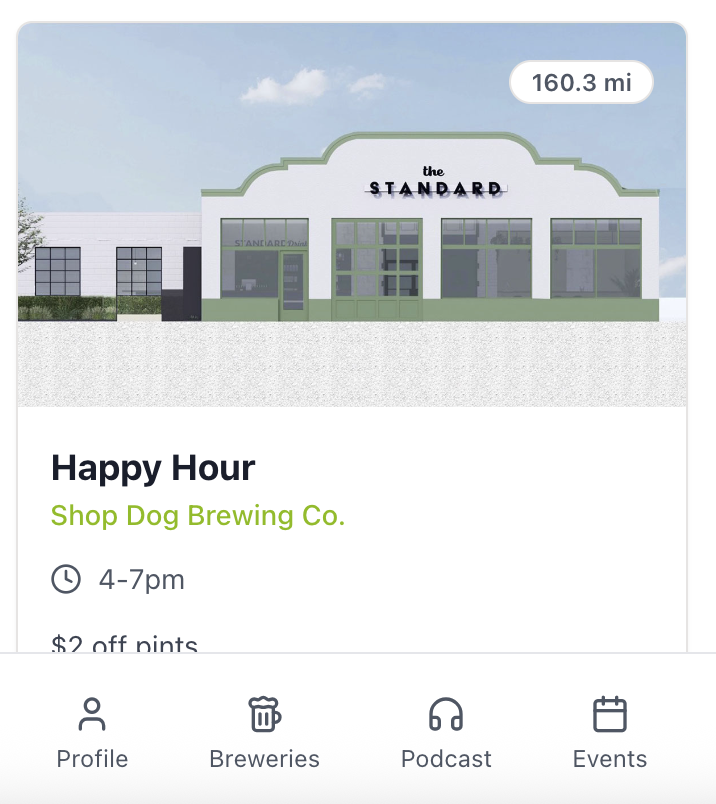 160.3 mi
the
STANDARD
STANDARD
Happy Hour
Shop Dog Brewing Co.
4-7pm
$2 off pints
Profile
Breweries
Podcast
Events